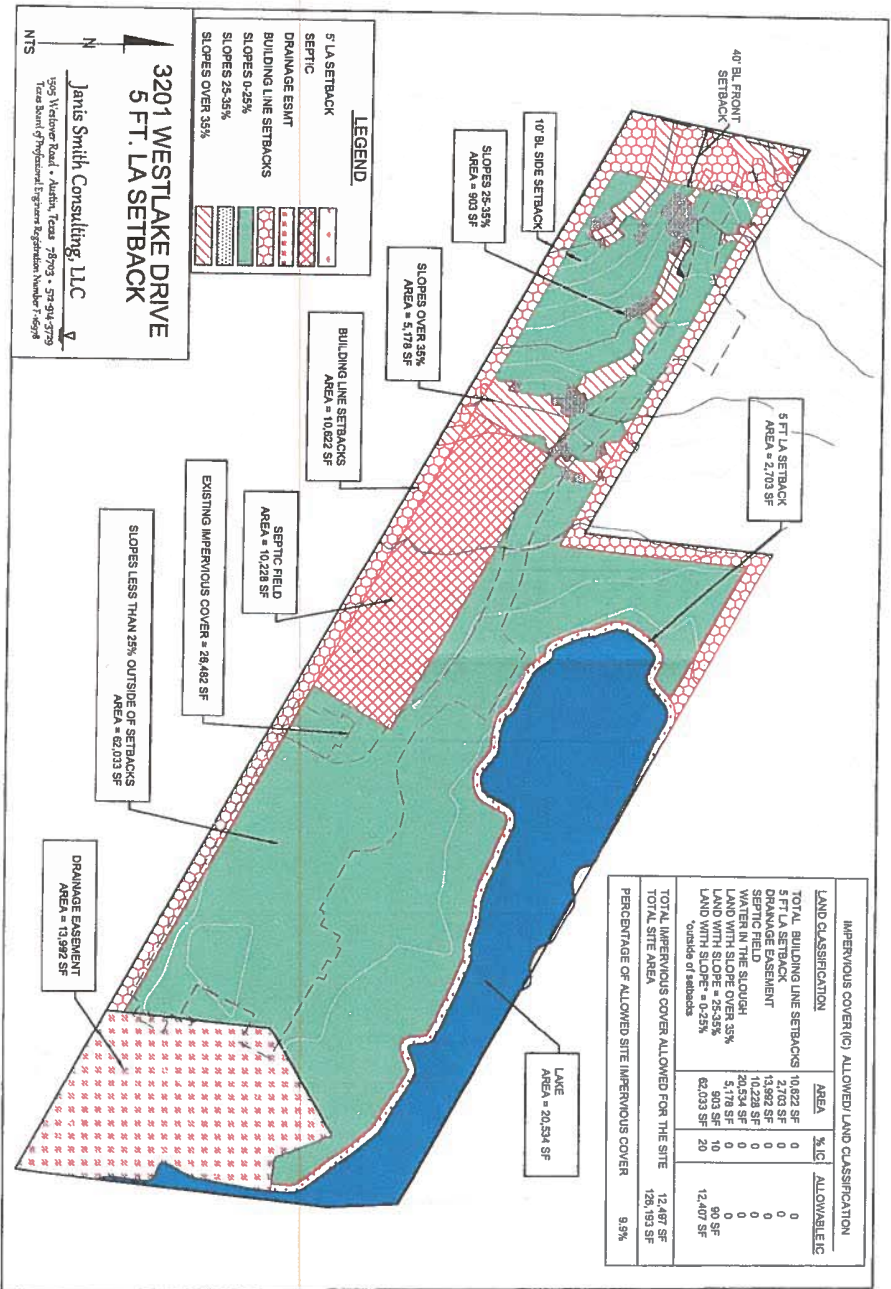 IMPERVIOUS COVER (IC) ALLOWED/ LAND CLASSIFICATION
LAND CLASSIFICATION AREA % IC ALLOWABLE IC
TOTAL BUILDING LINE SETBACKS 10,622 SF 0 0
5 FT LA SETBACK 2,703 SF 0 0
DRAINAGE EASEMENT 13,992 SF 0 0
SEPTIC FIELD 10,228 SF 0 0
WATER IN THE SLOUGH 20,534 SF 0 0
LAND WITH SLOPE OVER 35% 5,178 SF 0 0
LAND WITH SLOPE = 25-35% 903 SF 10 90 SF
LAND WITH SLOPE* = 0-25% 62,033 SF 20 12,407 SF
*outside of setbacks
TOTAL IMPERVIOUS COVER ALLOWED FOR THE SITE 12,497 SF
TOTAL SITE AREA 126,193 SF
PERCENTAGE OF ALLOWED SITE IMPERVIOUS COVER 9.9%
40' BL FRONT
SETBACK
10' BL SIDE SETBACK
SLOPES 25-35%
AREA = 903 SF
SLOPES OVER 35%
AREA = 5,178 SF
5 FT LA SETBACK
AREA = 2,703 SF
BUILDING LINE SETBACKS
AREA = 10,622 SF
SEPTIC FIELD
AREA = 10,228 SF
EXISTING IMPERVIOUS COVER = 26,482 SF
SLOPES LESS THAN 25% OUTSIDE OF SETBACKS
AREA = 62,033 SF
DRAINAGE EASEMENT
AREA = 13,992 SF
LAKE
AREA = 20,534 SF
LEGEND
5' LA SETBACK
SEPTIC
DRAINAGE ESMT
BUILDING LINE SETBACKS
SLOPES 0-25%
SLOPES 25-35%
SLOPES OVER 35%
3201 WESTLAKE DRIVE
5 FT. LA SETBACK
N
NTS
Janis Smith Consulting, LLC
1505 Westover Road • Austin, Texas 78703 • 512-914-3729
Texas Board of Professional Engineers Registration Number F-16978